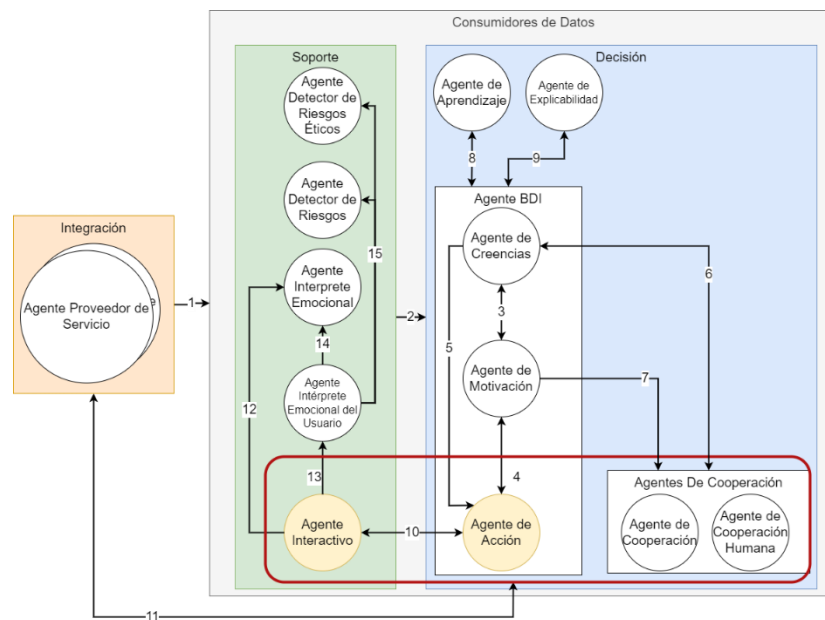 Consumidores de Datos
Soporte
Decisión
Agente
Detector de
Riesgos
Éticos
Agente de
Aprendizaje
Agente de
Explicabilidad
8
9
Agente
Detector de
Riesgos
Agente BDI
Agente de
Creencias
Integración
Agente Proveedor de
Servicio
e
1
15
Agente
Interprete
Emocional
6
3
2
5
14
12
Agente
Intérprete
Emocional del
Usuario
Agente de
Motivación
7
13
4
Agentes De Cooperación
Agente
Interactivo
10
Agente de
Acción
Agente de
Cooperación
Agente de
Cooperación
Humana
11